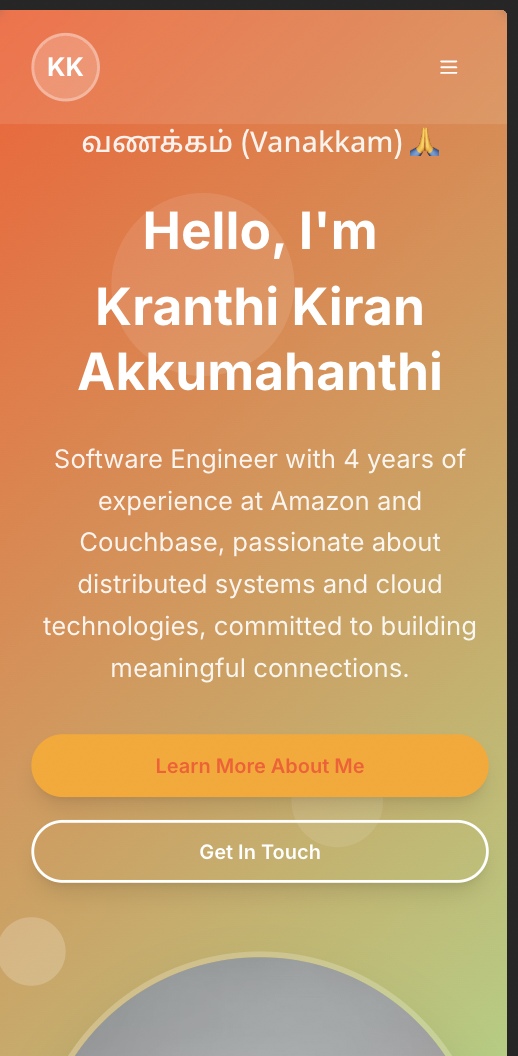 KK
வணக்கம் (Vanakkam) 🙏
Hello, I'm
Kranthi Kiran
Akkumahanthi
Software Engineer with 4 years of
experience at Amazon and
Couchbase, passionate about
distributed systems and cloud
technologies, committed to building
meaningful connections.
Learn More About Me
Get In Touch